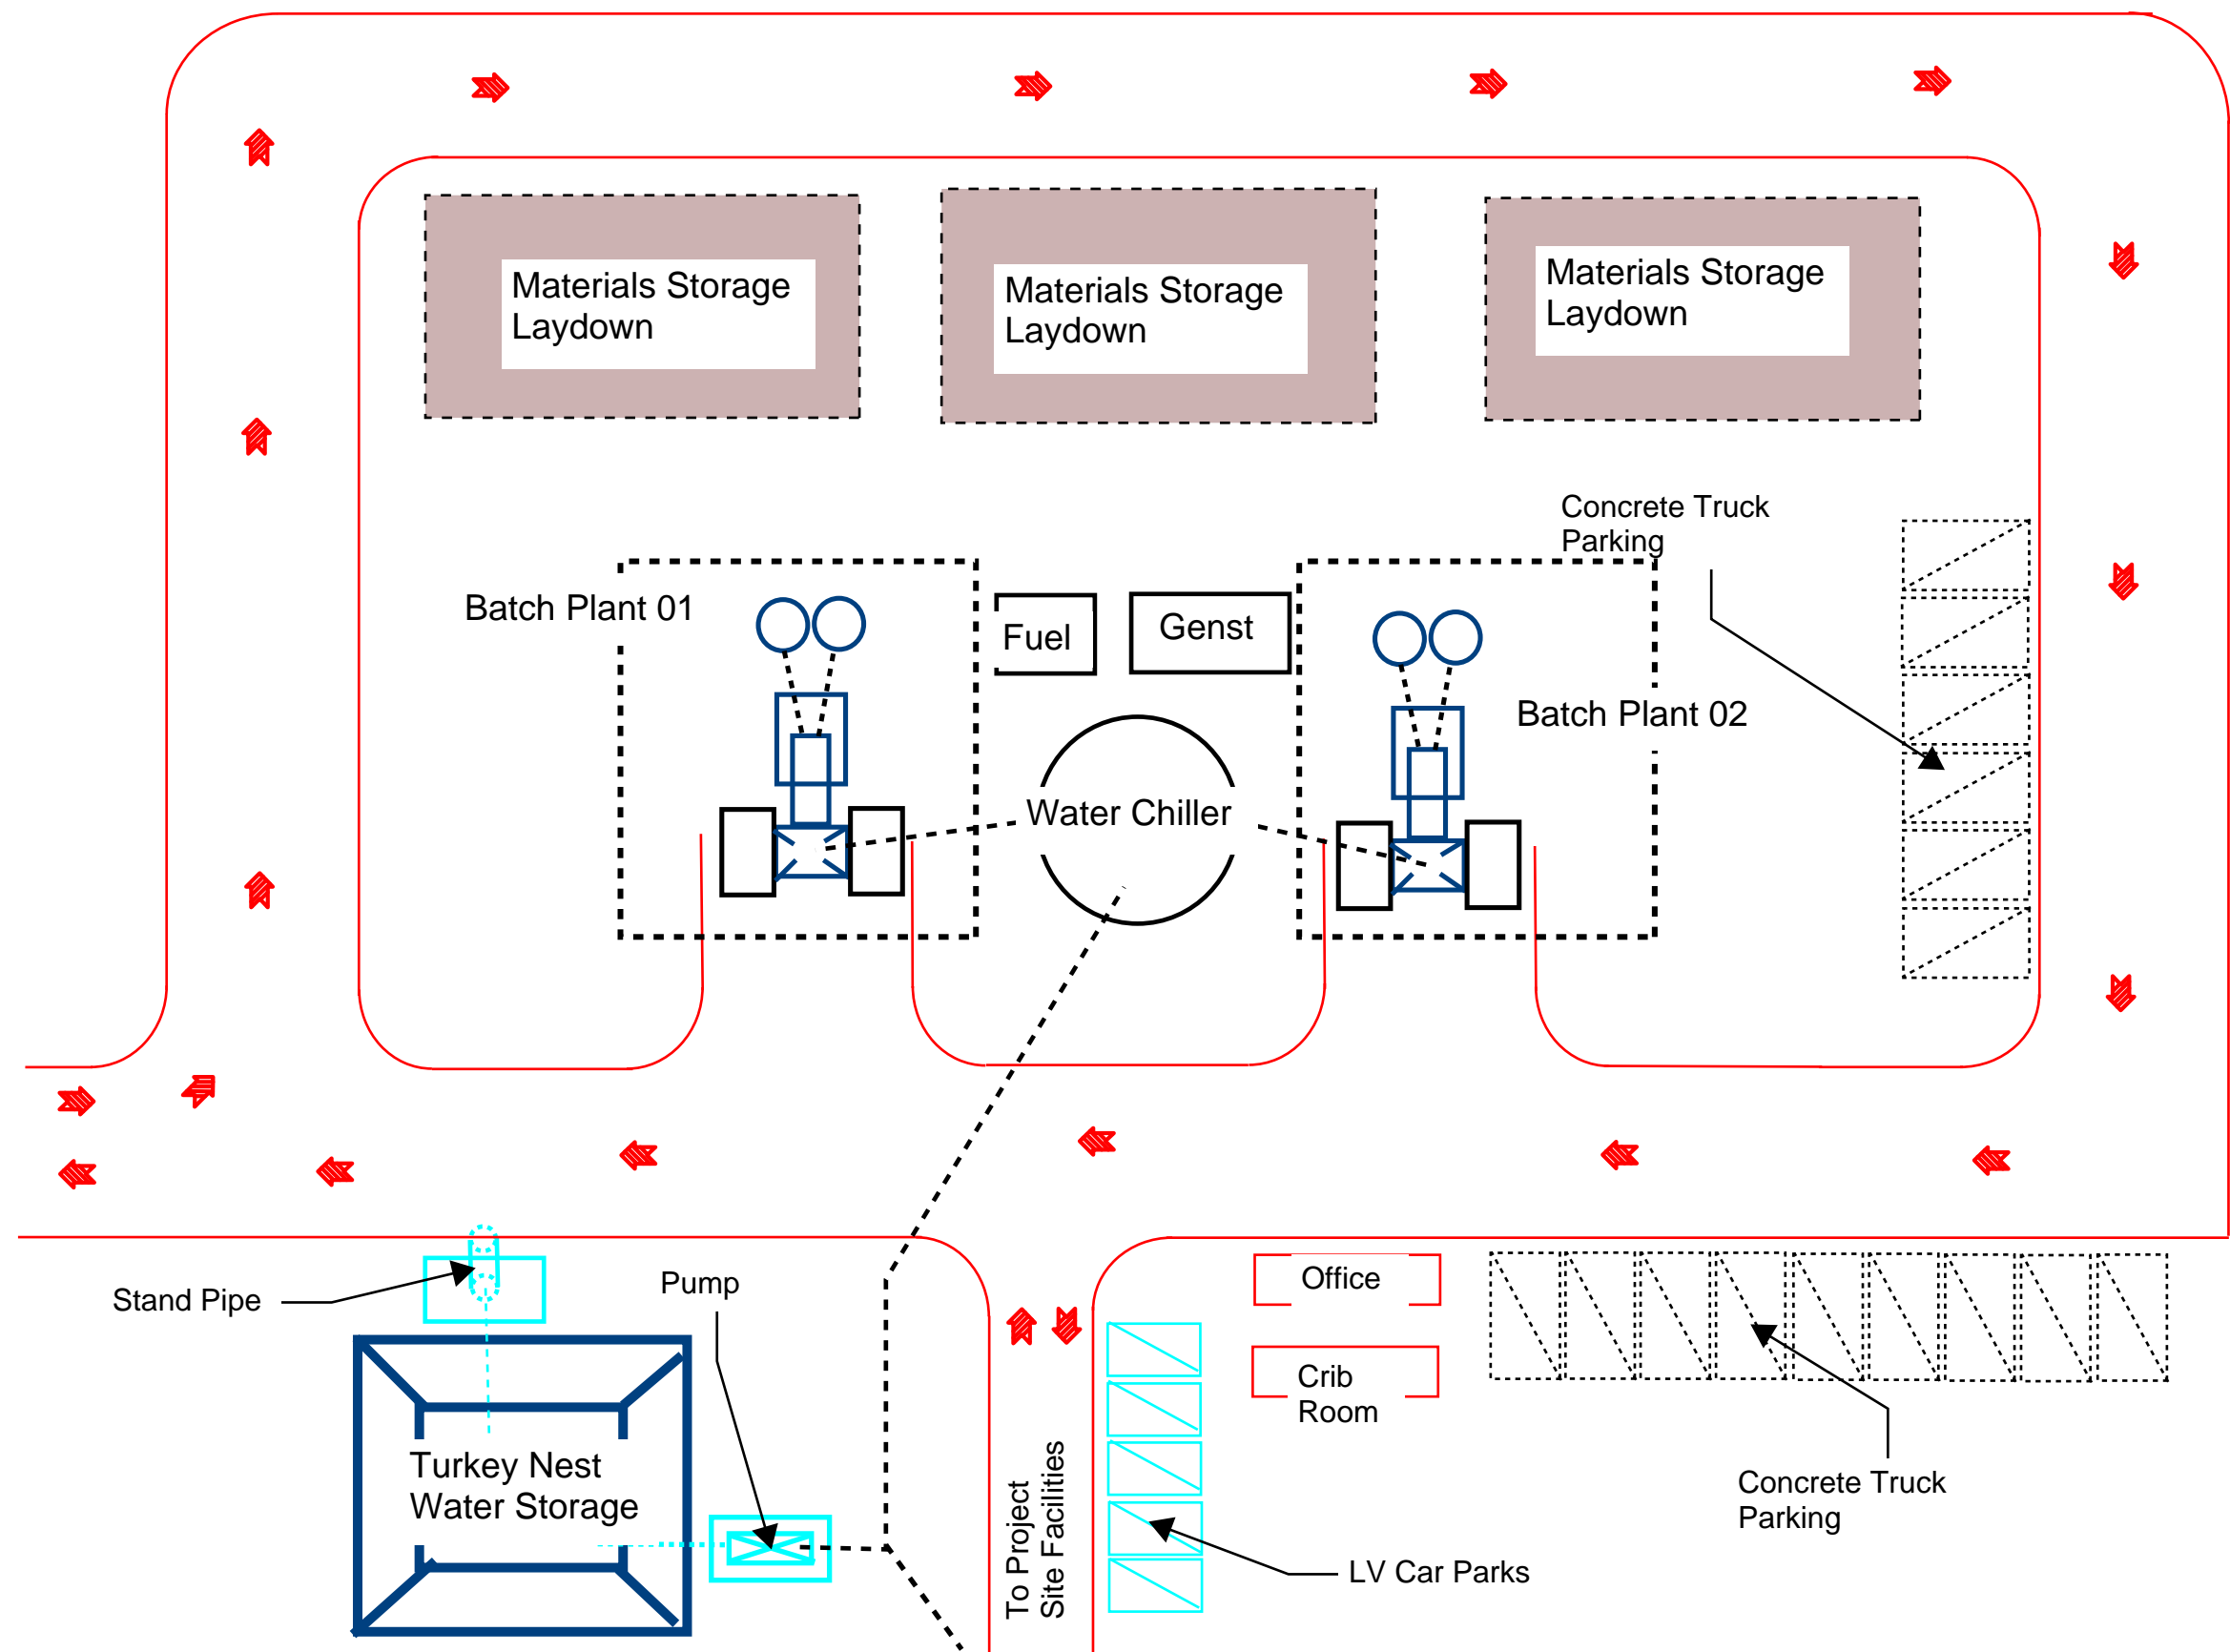 Materials Storage
Laydown
Materials Storage
Laydown
Materials Storage
Laydown
Concrete Truck
Parking
Batch Plant 01
Fuel
Genst
Batch Plant 02
Water Chiller
Stand Pipe
Pump
Office
Crib
Room
Turkey Nest
Water Storage
To Project
Site Facilities
Concrete Truck
Parking
LV Car Parks